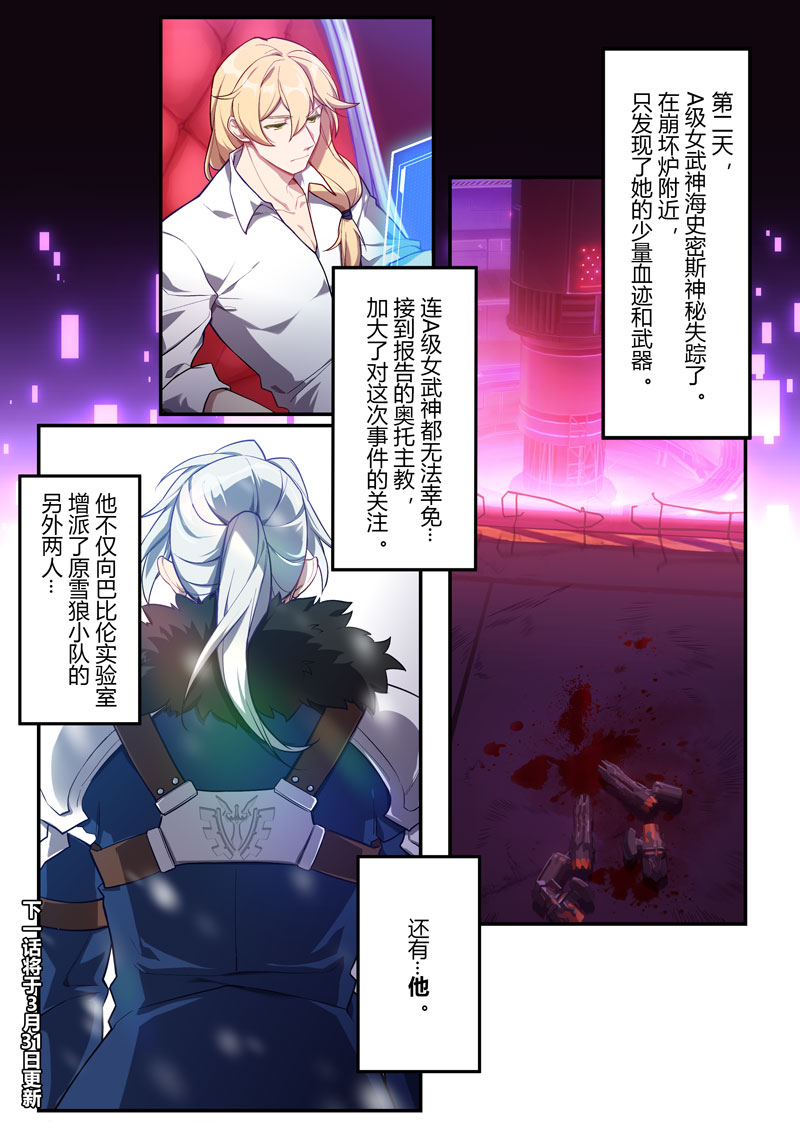 第二天，
A级女武神海史密斯神秘失踪了。
在崩坏炉附近，
只发现了她的少量血迹和武器。
连A级女武神都无法幸免…
接到报告的奥托主教，
加大了对这次事件的关注。
他不仅向巴比伦实验室
增派了原雪狼小队的
另外两人…
还有…他。
下一话将于3月31日更新